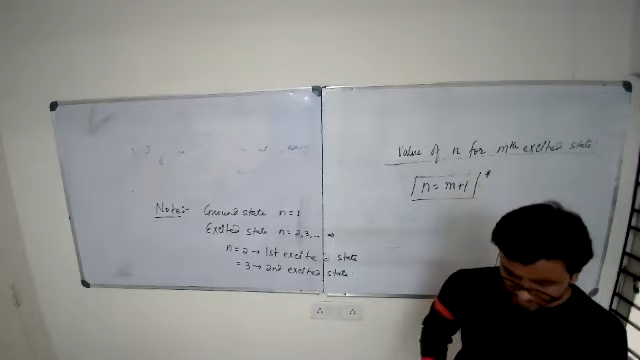 Note:- Ground state n = 1
Excited state n = 2, 3, ... ∞
n = 2 → 1st excited state
= 3 → 2nd excited state
Value of n for mth excited state
n = m+1